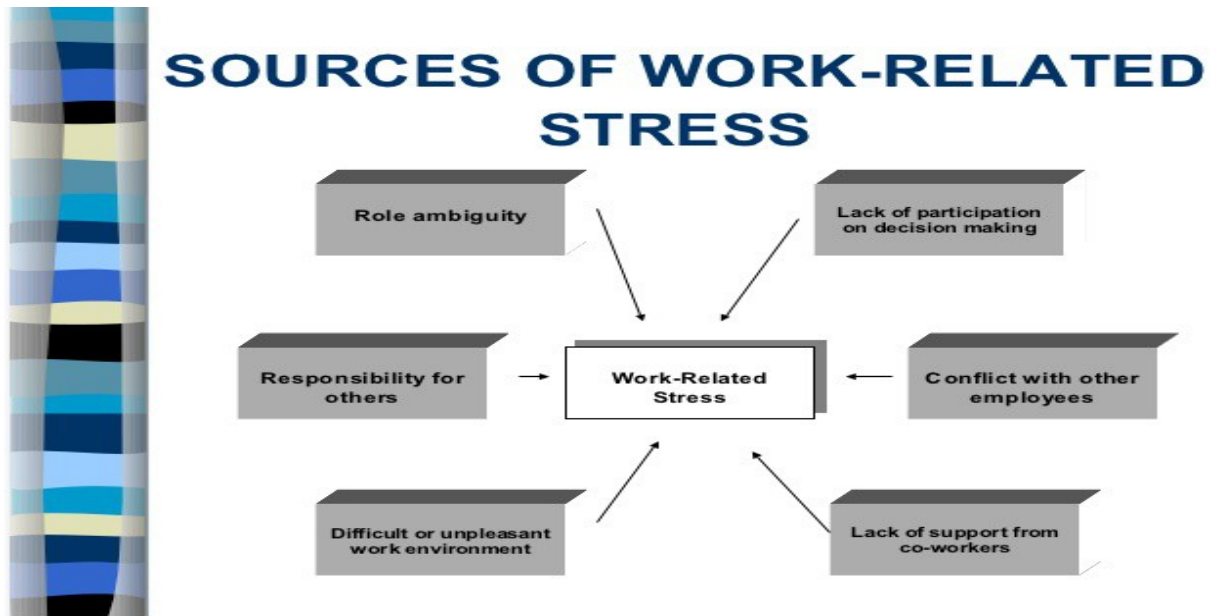 SOURCES OF WORK-RELATED
STRESS
Role ambiguity
Lack of participation
on decision making
Responsibility for
others
Work-Related
Stress
Conflict with other
employees
Difficult or unpleasant
work environment
Lack of support from
co-workers